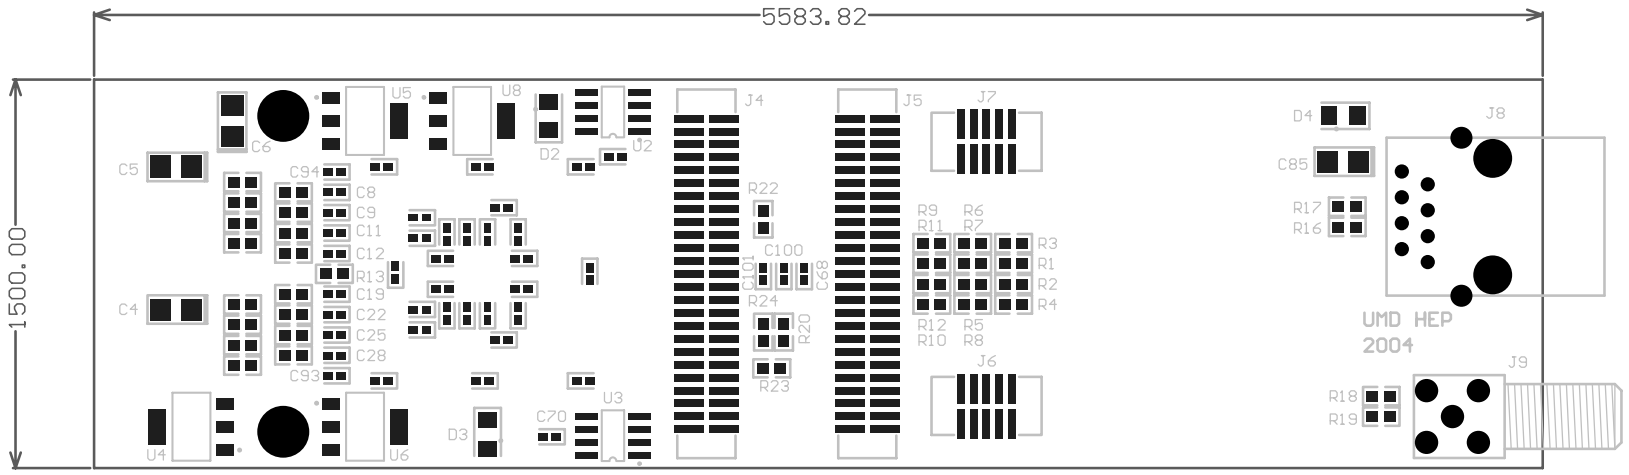 5583.82
1500.00
U5 U8 J4 J5 J7 D4 J8
C6 D2 U2
C5 C94 C85
C8 R22
C9 R9 R6 R17
C11 R11 R7 R16
C12 C100 R3
R13 C101 C68 R1
C19 R2
C4 C22 R24 R4
C25 R20 R12 R5 UMD HEP
C28 R10 R8 2004
C93 R23 J6 J9
U3 R18
D3 C70 R19
U4 U6